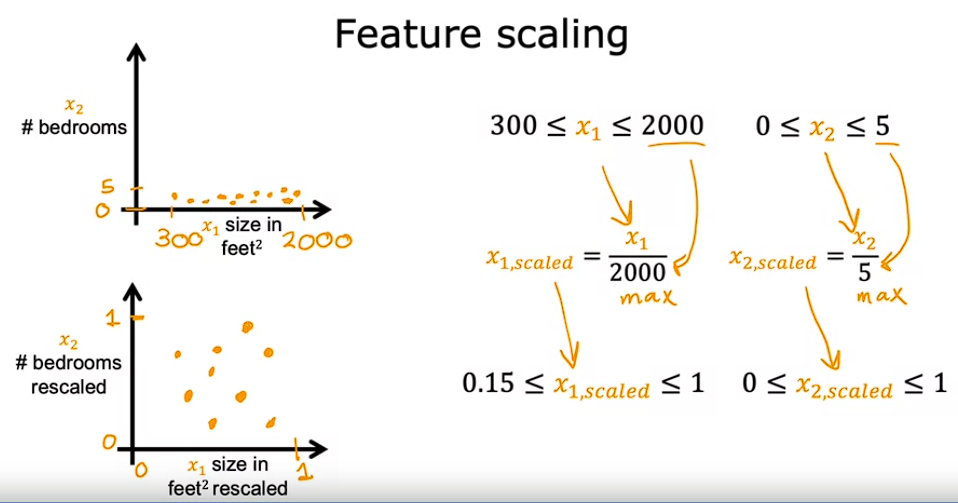 Feature scaling
x₂
# bedrooms
5
0
300
x₁ size in
feet²
2000
1
x₂
# bedrooms
rescaled
0
0
x₁ size in
feet² rescaled
1
300 ≤ x₁ ≤ 2000
x₁,scaled = x₁/2000
max
0.15 ≤ x₁,scaled ≤ 1
0 ≤ x₂ ≤ 5
x₂,scaled = x₂/5
max
0 ≤ x₂,scaled ≤ 1